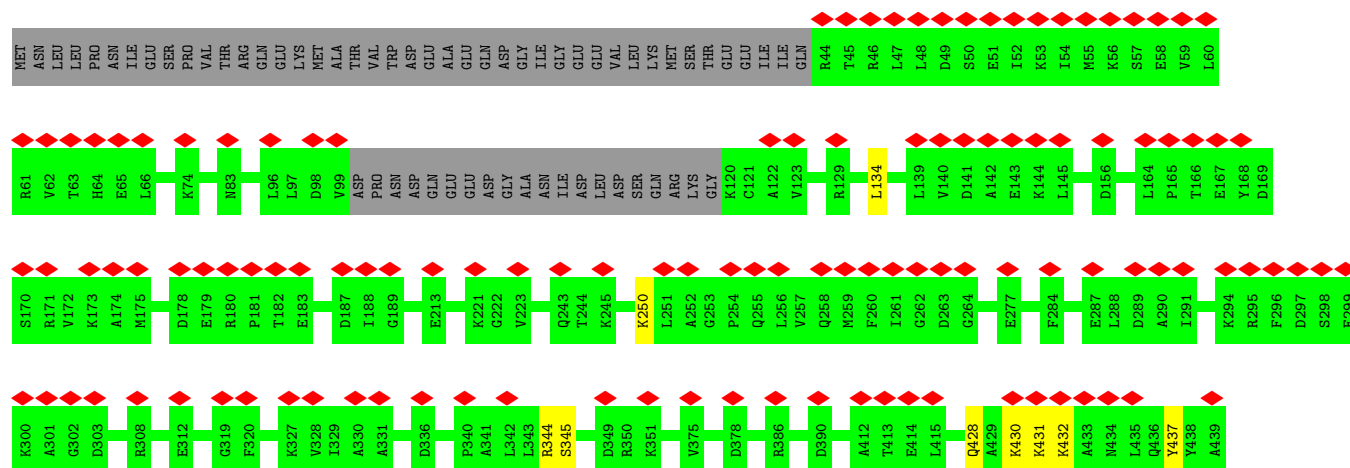 MET ASN LEU LEU PRO ASN ILE GLU SER PRO VAL THR ARG GLN GLU LYS MET ALA THR VAL TRP ASP GLU ALA GLU GLN ASP GLY ILE GLY GLU GLU VAL LEU LYS MET SER THR GLU GLU ILE ILE GLN R44 T45 R46 L47 L48 D49 S50 E51 I52 K53 I54 M55 K56 S57 E58 V59 L60
R61 V62 T63 H64 E65 L66 K74 N83 L96 L97 D98 V99 ASP PRO ASN ASP GLN GLU GLU ASP GLY ALA ASN ILE ASP LEU ASP SER GLN ARG LYS GLY K120 C121 A122 V123 R129 L134 L139 V140 D141 A142 E143 K144 L145 D156 L164 P165 T166 E167 Y168 D169
S170 R171 V172 K173 A174 M175 D178 E179 R180 P181 T182 E183 D187 I188 G189 E213 K221 G222 V223 Q243 T244 K245 K250 L251 A252 G253 P254 Q255 L256 V257 Q258 M259 F260 I261 G262 D263 G264 E277 F284 E287 L288 D289 A290 I291 K294 R295 F296 D297 S298 E299
K300 A301 G302 D303 R308 E312 G319 F320 K327 V328 I329 A330 A331 D336 P340 A341 L342 L343 R344 S345 D349 R350 K351 V375 D378 R386 D390 A412 T413 E414 L415 Q428 A429 K430 K431 K432 A433 N434 L435 Q436 Y437 Y438 A439